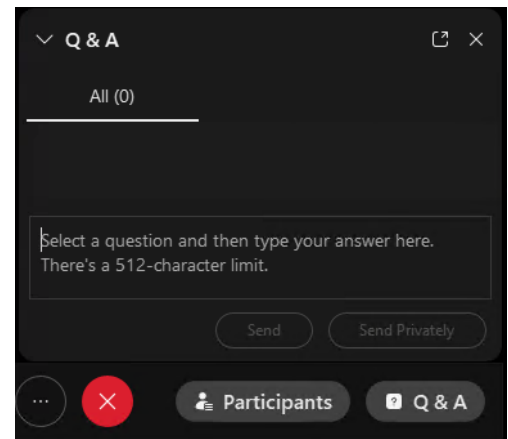 Q & A
All (0)
Select a question and then type your answer here.
There's a 512-character limit.
Send
Send Privately
Participants
Q & A